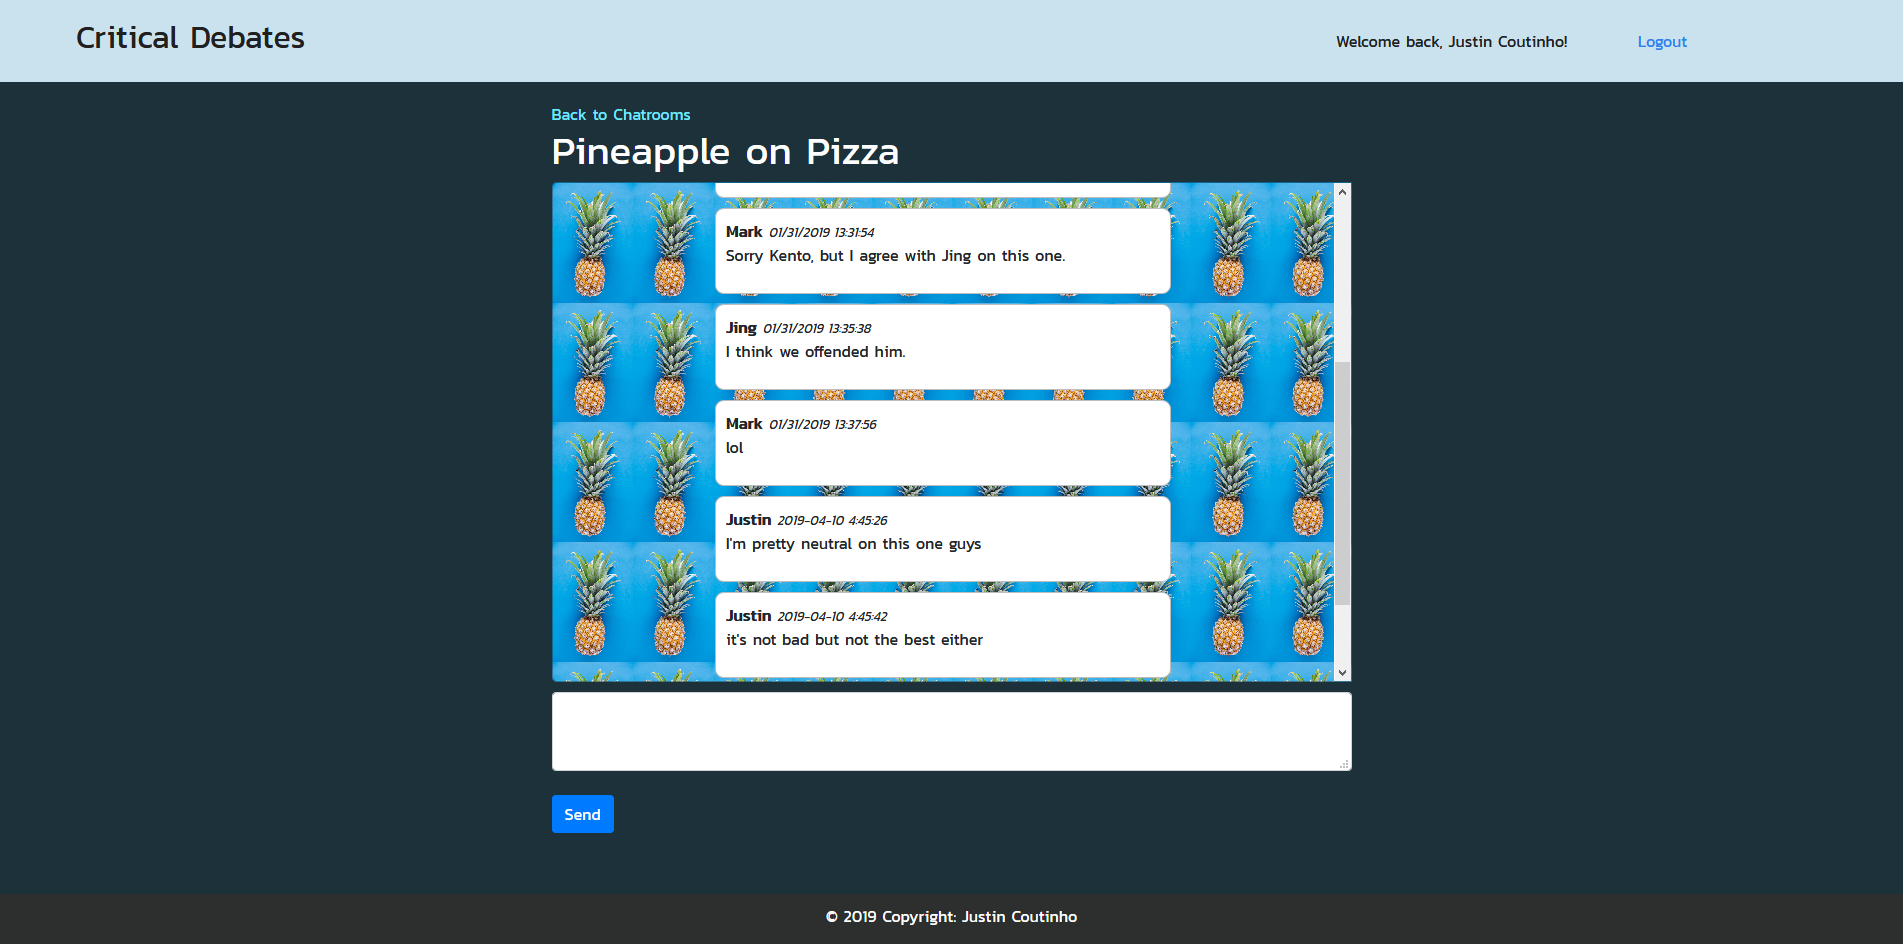 Critical Debates
Welcome back, Justin Coutinho!
Logout
Back to Chatrooms
Pineapple on Pizza
Mark 01/31/2019 13:31:54
Sorry Kento, but I agree with Jing on this one.
Jing 01/31/2019 13:35:38
I think we offended him.
Mark 01/31/2019 13:37:56
lol
Justin 2019-04-10 4:45:26
I'm pretty neutral on this one guys
Justin 2019-04-10 4:45:42
it's not bad but not the best either
Send
© 2019 Copyright: Justin Coutinho